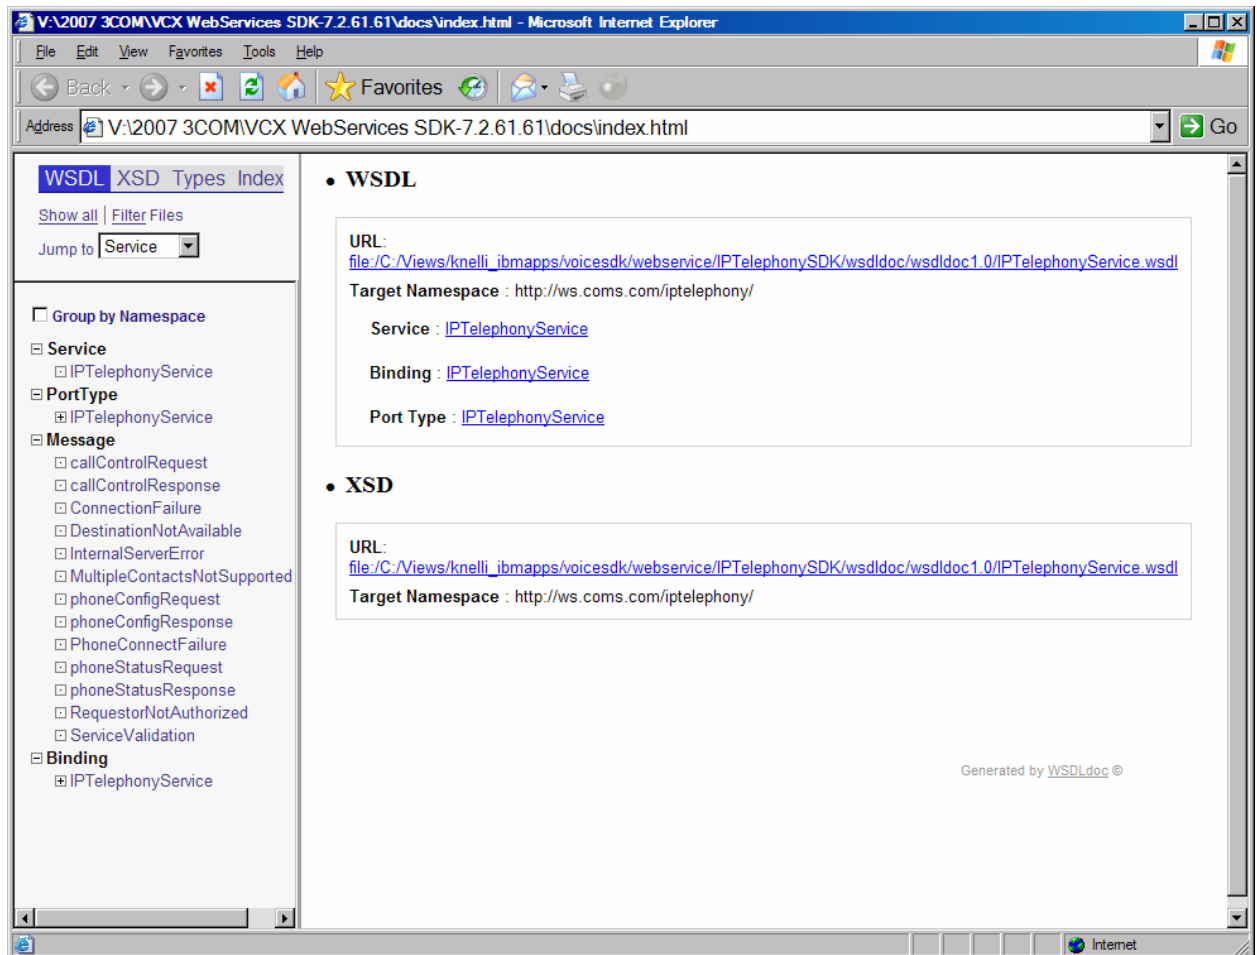 V:\2007 3COM\VCX WebServices SDK-7.2.61.61\docs\index.html - Microsoft Internet Explorer
File Edit View Favorites Tools Help
Back Favorites
Address V:\2007 3COM\VCX WebServices SDK-7.2.61.61\docs\index.html Go
WSDL XSD Types Index
Show all | Filter Files
Jump to Service
Group by Namespace
Service
IPTelephonyService
PortType
IPTelephonyService
Message
callControlRequest
callControlResponse
ConnectionFailure
DestinationNotAvailable
InternalServerError
MultipleContactsNotSupported
phoneConfigRequest
phoneConfigResponse
PhoneConnectFailure
phoneStatusRequest
phoneStatusResponse
RequestorNotAuthorized
ServiceValidation
Binding
IPTelephonyService
• WSDL
URL:
file:/C:/Views/knelli_ibmapps/voicesdk/webservice/IPTelephonySDK/wsdldoc/wsdldoc1.0/IPTelephonyService.wsdl
Target Namespace : http://ws.coms.com/iptelephony/
Service : IPTelephonyService
Binding : IPTelephonyService
Port Type : IPTelephonyService
• XSD
URL:
file:/C:/Views/knelli_ibmapps/voicesdk/webservice/IPTelephonySDK/wsdldoc/wsdldoc1.0/IPTelephonyService.wsdl
Target Namespace : http://ws.coms.com/iptelephony/
Generated by WSDLdoc ©
Internet